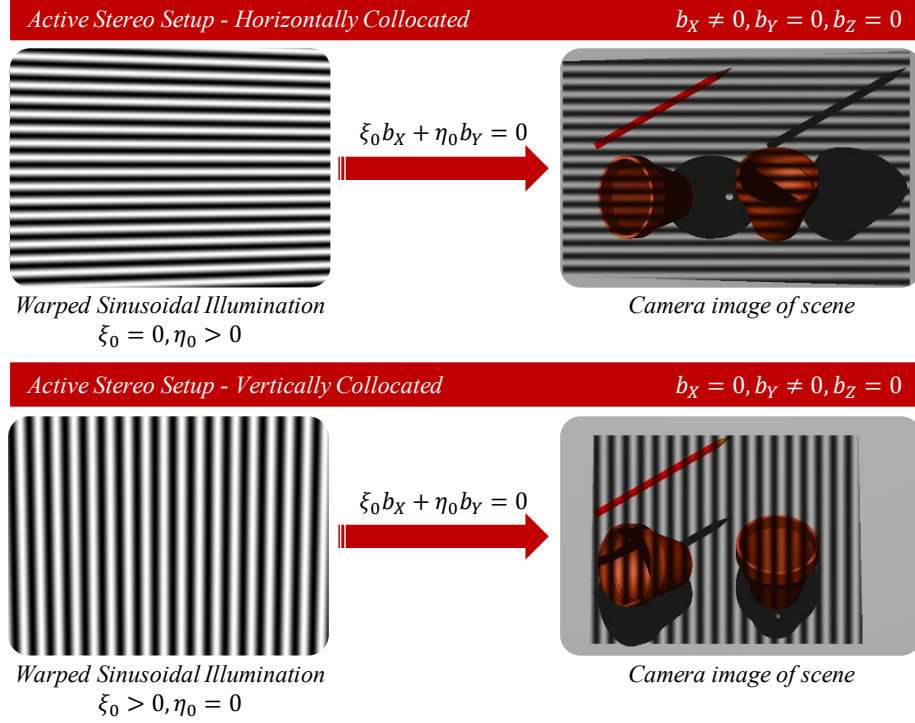 Active Stereo Setup - Horizontally Collocated b_X ≠ 0, b_Y = 0, b_Z = 0
ξ_0 b_X + η_0 b_Y = 0
Warped Sinusoidal Illumination Camera image of scene
ξ_0 = 0, η_0 > 0
Active Stereo Setup - Vertically Collocated b_X = 0, b_Y ≠ 0, b_Z = 0
ξ_0 b_X + η_0 b_Y = 0
Warped Sinusoidal Illumination Camera image of scene
ξ_0 > 0, η_0 = 0